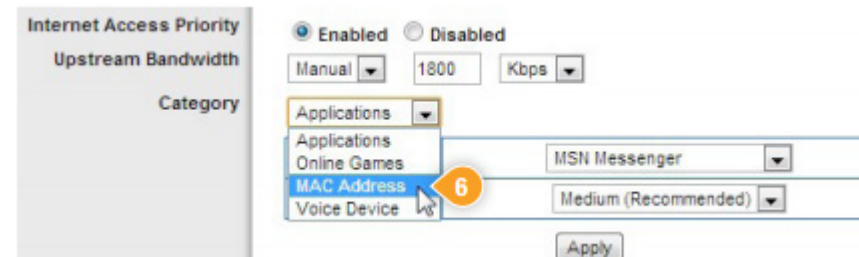 Internet Access Priority Enabled Disabled
Upstream Bandwidth Manual 1800 Kbps
Category Applications
Applications
Online Games MSN Messenger
MAC Address 6
Voice Device Medium (Recommended)
Apply